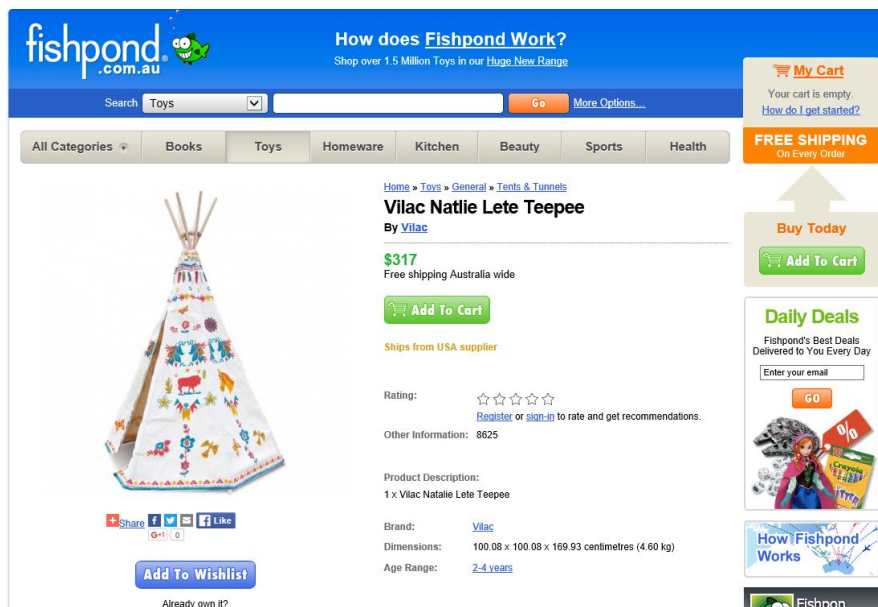 fishpond
.com.au
How does Fishpond Work?
Shop over 1.5 Million Toys in our Huge New Range
My Cart
Your cart is empty.
How do I get started?
Search Toys Go More Options...
FREE SHIPPING
On Every Order
All Categories Books Toys Homeware Kitchen Beauty Sports Health
Home » Toys » General » Tents & Tunnels
Vilac Natlie Lete Teepee
By Vilac
$317
Free shipping Australia wide
Add To Cart
Ships from USA supplier
Rating:
Register or sign-in to rate and get recommendations.
Other Information: 8625
Product Description:
1 x Vilac Natalie Lete Teepee
Brand: Vilac
Dimensions: 100.08 x 100.08 x 169.93 centimetres (4.60 kg)
Age Range: 2-4 years
Share f Like
G+1 0
Add To Wishlist
Already own it?
Buy Today
Add To Cart
Daily Deals
Fishpond's Best Deals
Delivered to You Every Day
Enter your email
GO
%
Crayola
How Fishpond
Works
Fishpon